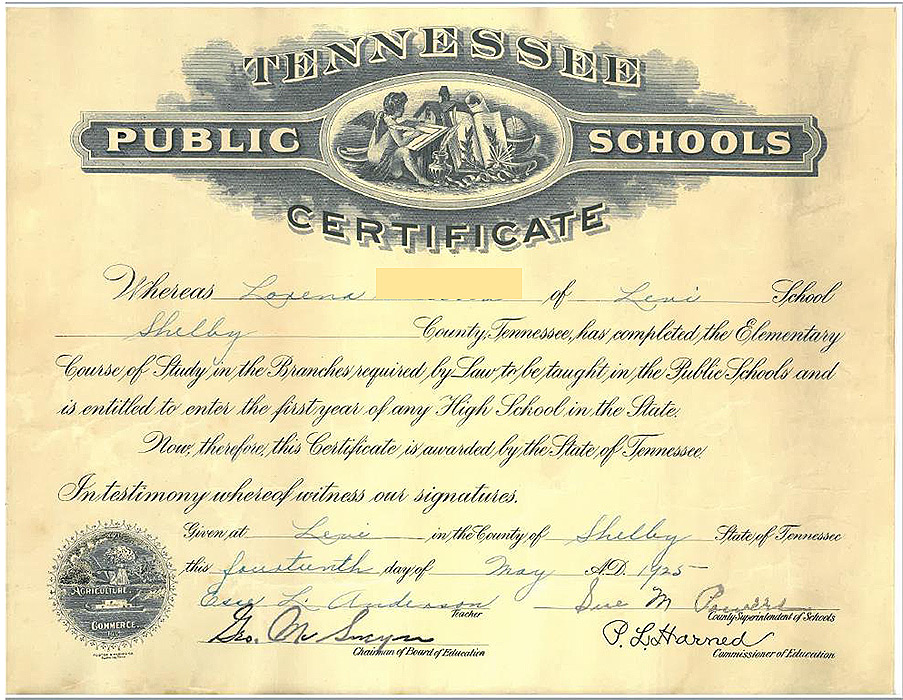 TENNESSEE
PUBLIC SCHOOLS
CERTIFICATE
Whereas Lorena of Levi School
Shelby County, Tennessee, has completed the Elementary
Course of Study in the Branches required by Law to be taught in the Public Schools and
is entitled to enter the first year of any High School in the State.
Now, therefore, this Certificate is awarded by the State of Tennessee.
In testimony whereof witness our signatures.
Given at Levi in the County of Shelby State of Tennessee
this fourteenth day of May A.D. 1925
L. Anderson Sue M Powers
Teacher County Superintendent of Schools
Geo. P. L. Harned
Chairman of Board of Education Commissioner of Education
AGRICULTURE
COMMERCE